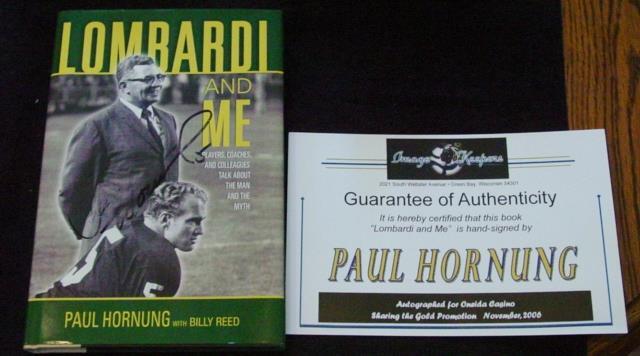 LOMBARDI
AND
ME
PLAYERS, COACHES,
AND COLLEAGUES
TALK ABOUT
THE MAN
AND THE
MYTH
5
PAUL HORNUNG WITH BILLY REED
Image Keepers
2021 South Webster Avenue • Green Bay, Wisconsin 54301
Guarantee of Authenticity
It is hereby certified that this book
"Lombardi and Me" is hand-signed by
PAUL HORNUNG
Autographed for Oneida Casino
Sharing the Gold Promotion November, 2006